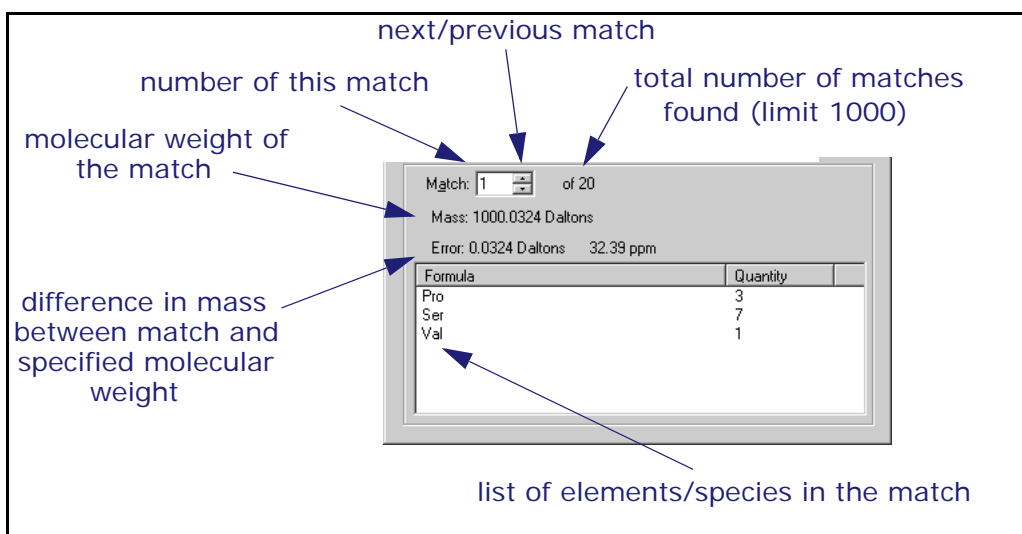 next/previous match
number of this match
total number of matches
found (limit 1000)
molecular weight of
the match
Match: 1 of 20
Mass: 1000.0324 Daltons
Error: 0.0324 Daltons 32.39 ppm
Formula Quantity
Pro 3
Ser 7
Val 1
difference in mass
between match and
specified molecular
weight
list of elements/species in the match